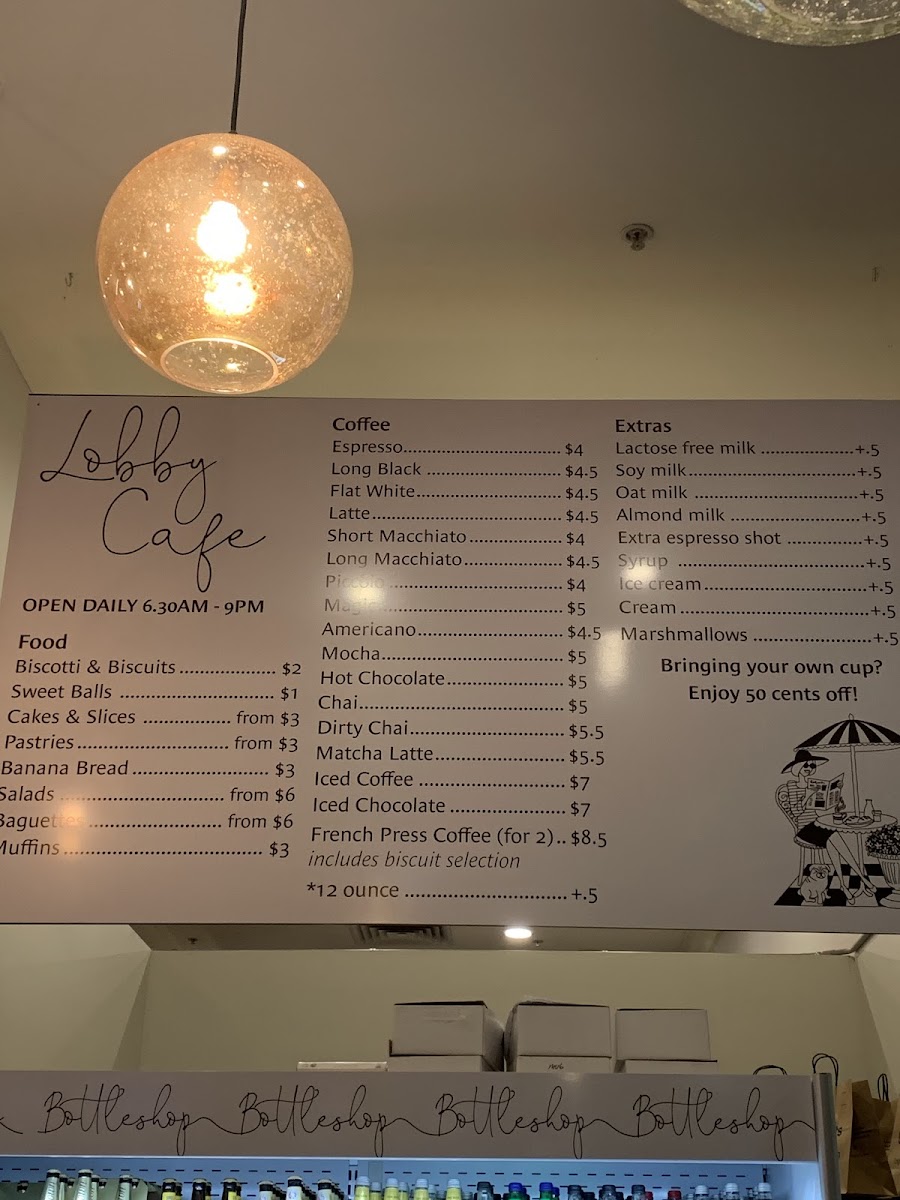 Lobby
Cafe
OPEN DAILY 6.30AM - 9PM
Food
Biscotti & Biscuits ................. $2
Sweet Balls ........................... $1
Cakes & Slices ................ from $3
Pastries ........................... from $3
Banana Bread ........................ $3
Salads ............................. from $6
Baguettes ....................... from $6
Muffins ................................... $3
Coffee
Espresso................................ $4
Long Black ........................... $4.5
Flat White............................. $4.5
Latte..................................... $4.5
Short Macchiato................... $4
Long Macchiato.................... $4.5
Piccolo ................................. $4
Magic ................................... $5
Americano............................ $4.5
Mocha................................... $5
Hot Chocolate....................... $5
Chai....................................... $5
Dirty Chai.............................. $5.5
Matcha Latte......................... $5.5
Iced Coffee ........................... $7
Iced Chocolate ..................... $7
French Press Coffee (for 2).. $8.5
includes biscuit selection
*12 ounce .............................. +.5
Extras
Lactose free milk ...................+.5
Soy milk.................................+.5
Oat milk ................................+.5
Almond milk .........................+.5
Extra espresso shot ..............+.5
Syrup ....................................+.5
Ice cream...............................+.5
Cream ...................................+.5
Marshmallows ......................+.5
Bringing your own cup?
Enjoy 50 cents off!
Bottleshop Bottleshop Bottleshop Bottleshop